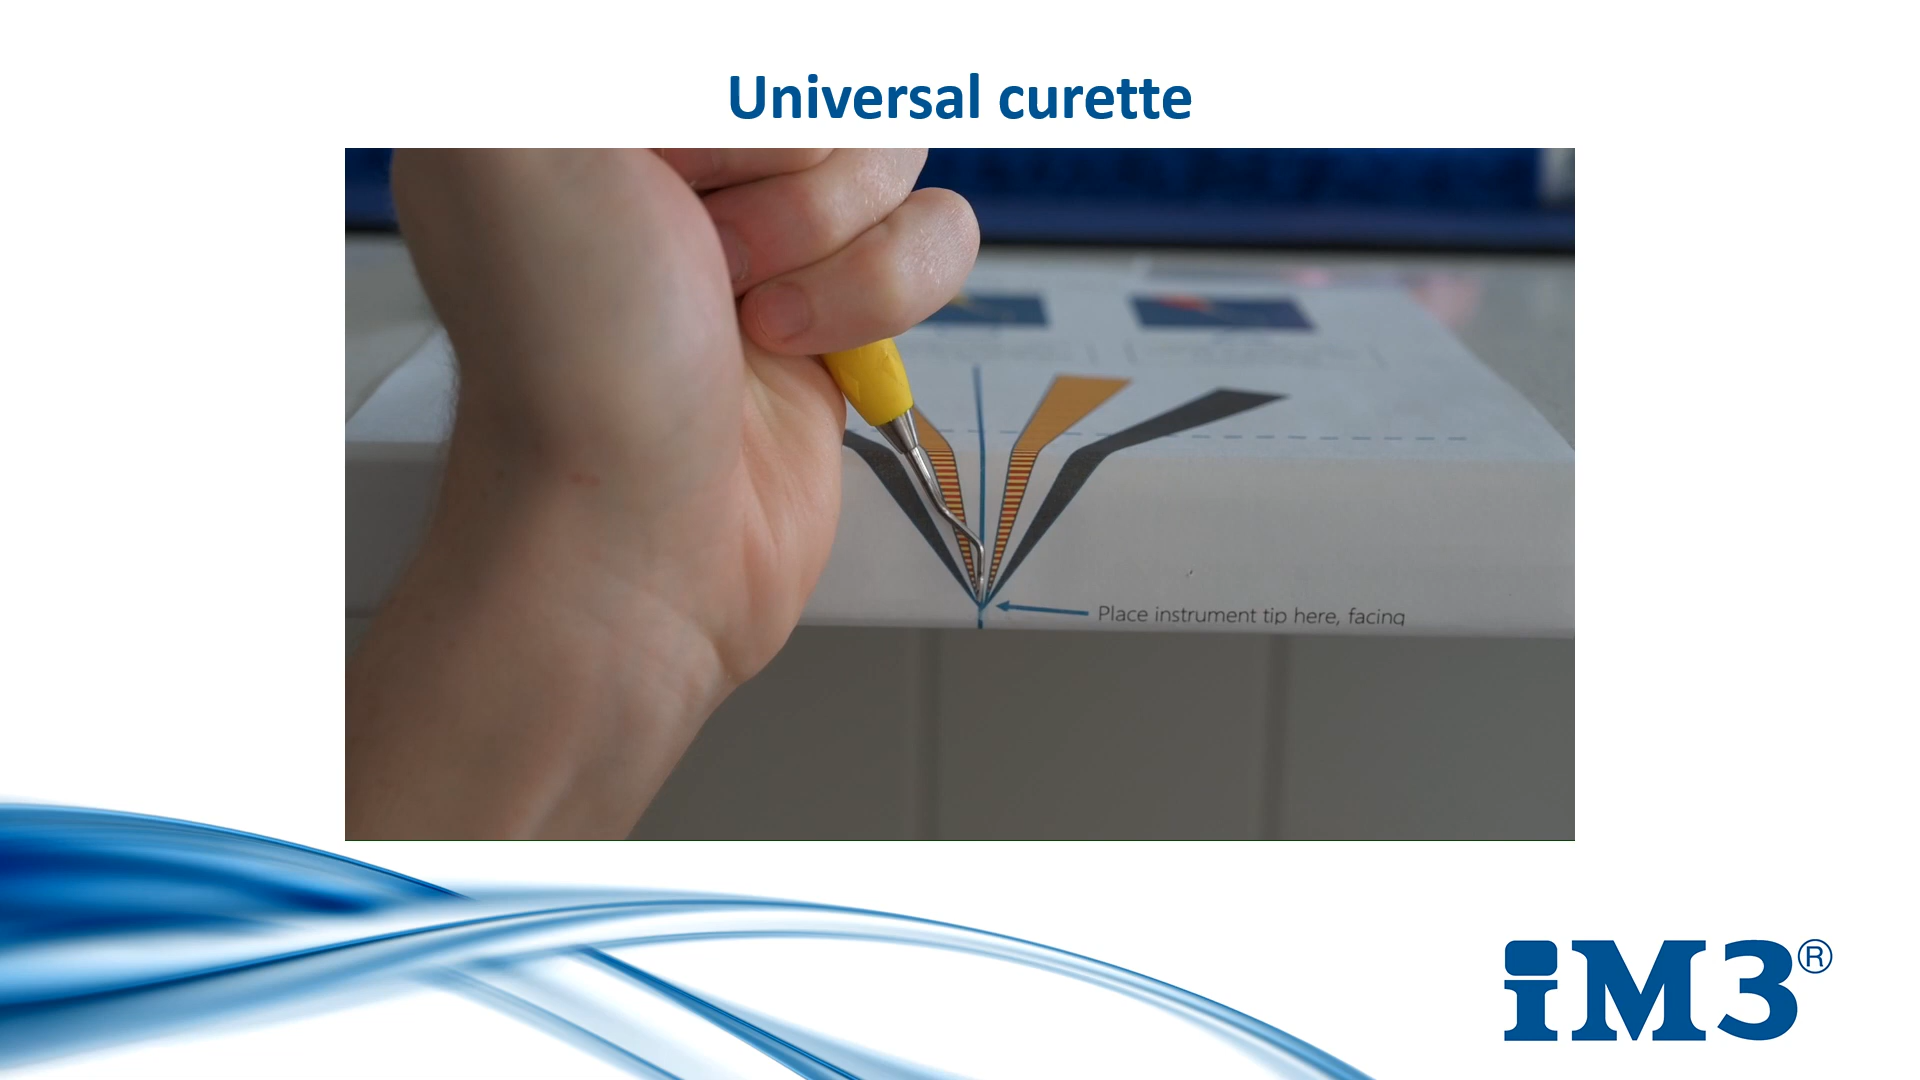 Universal curette
Place instrument tip here, facing
iM3®